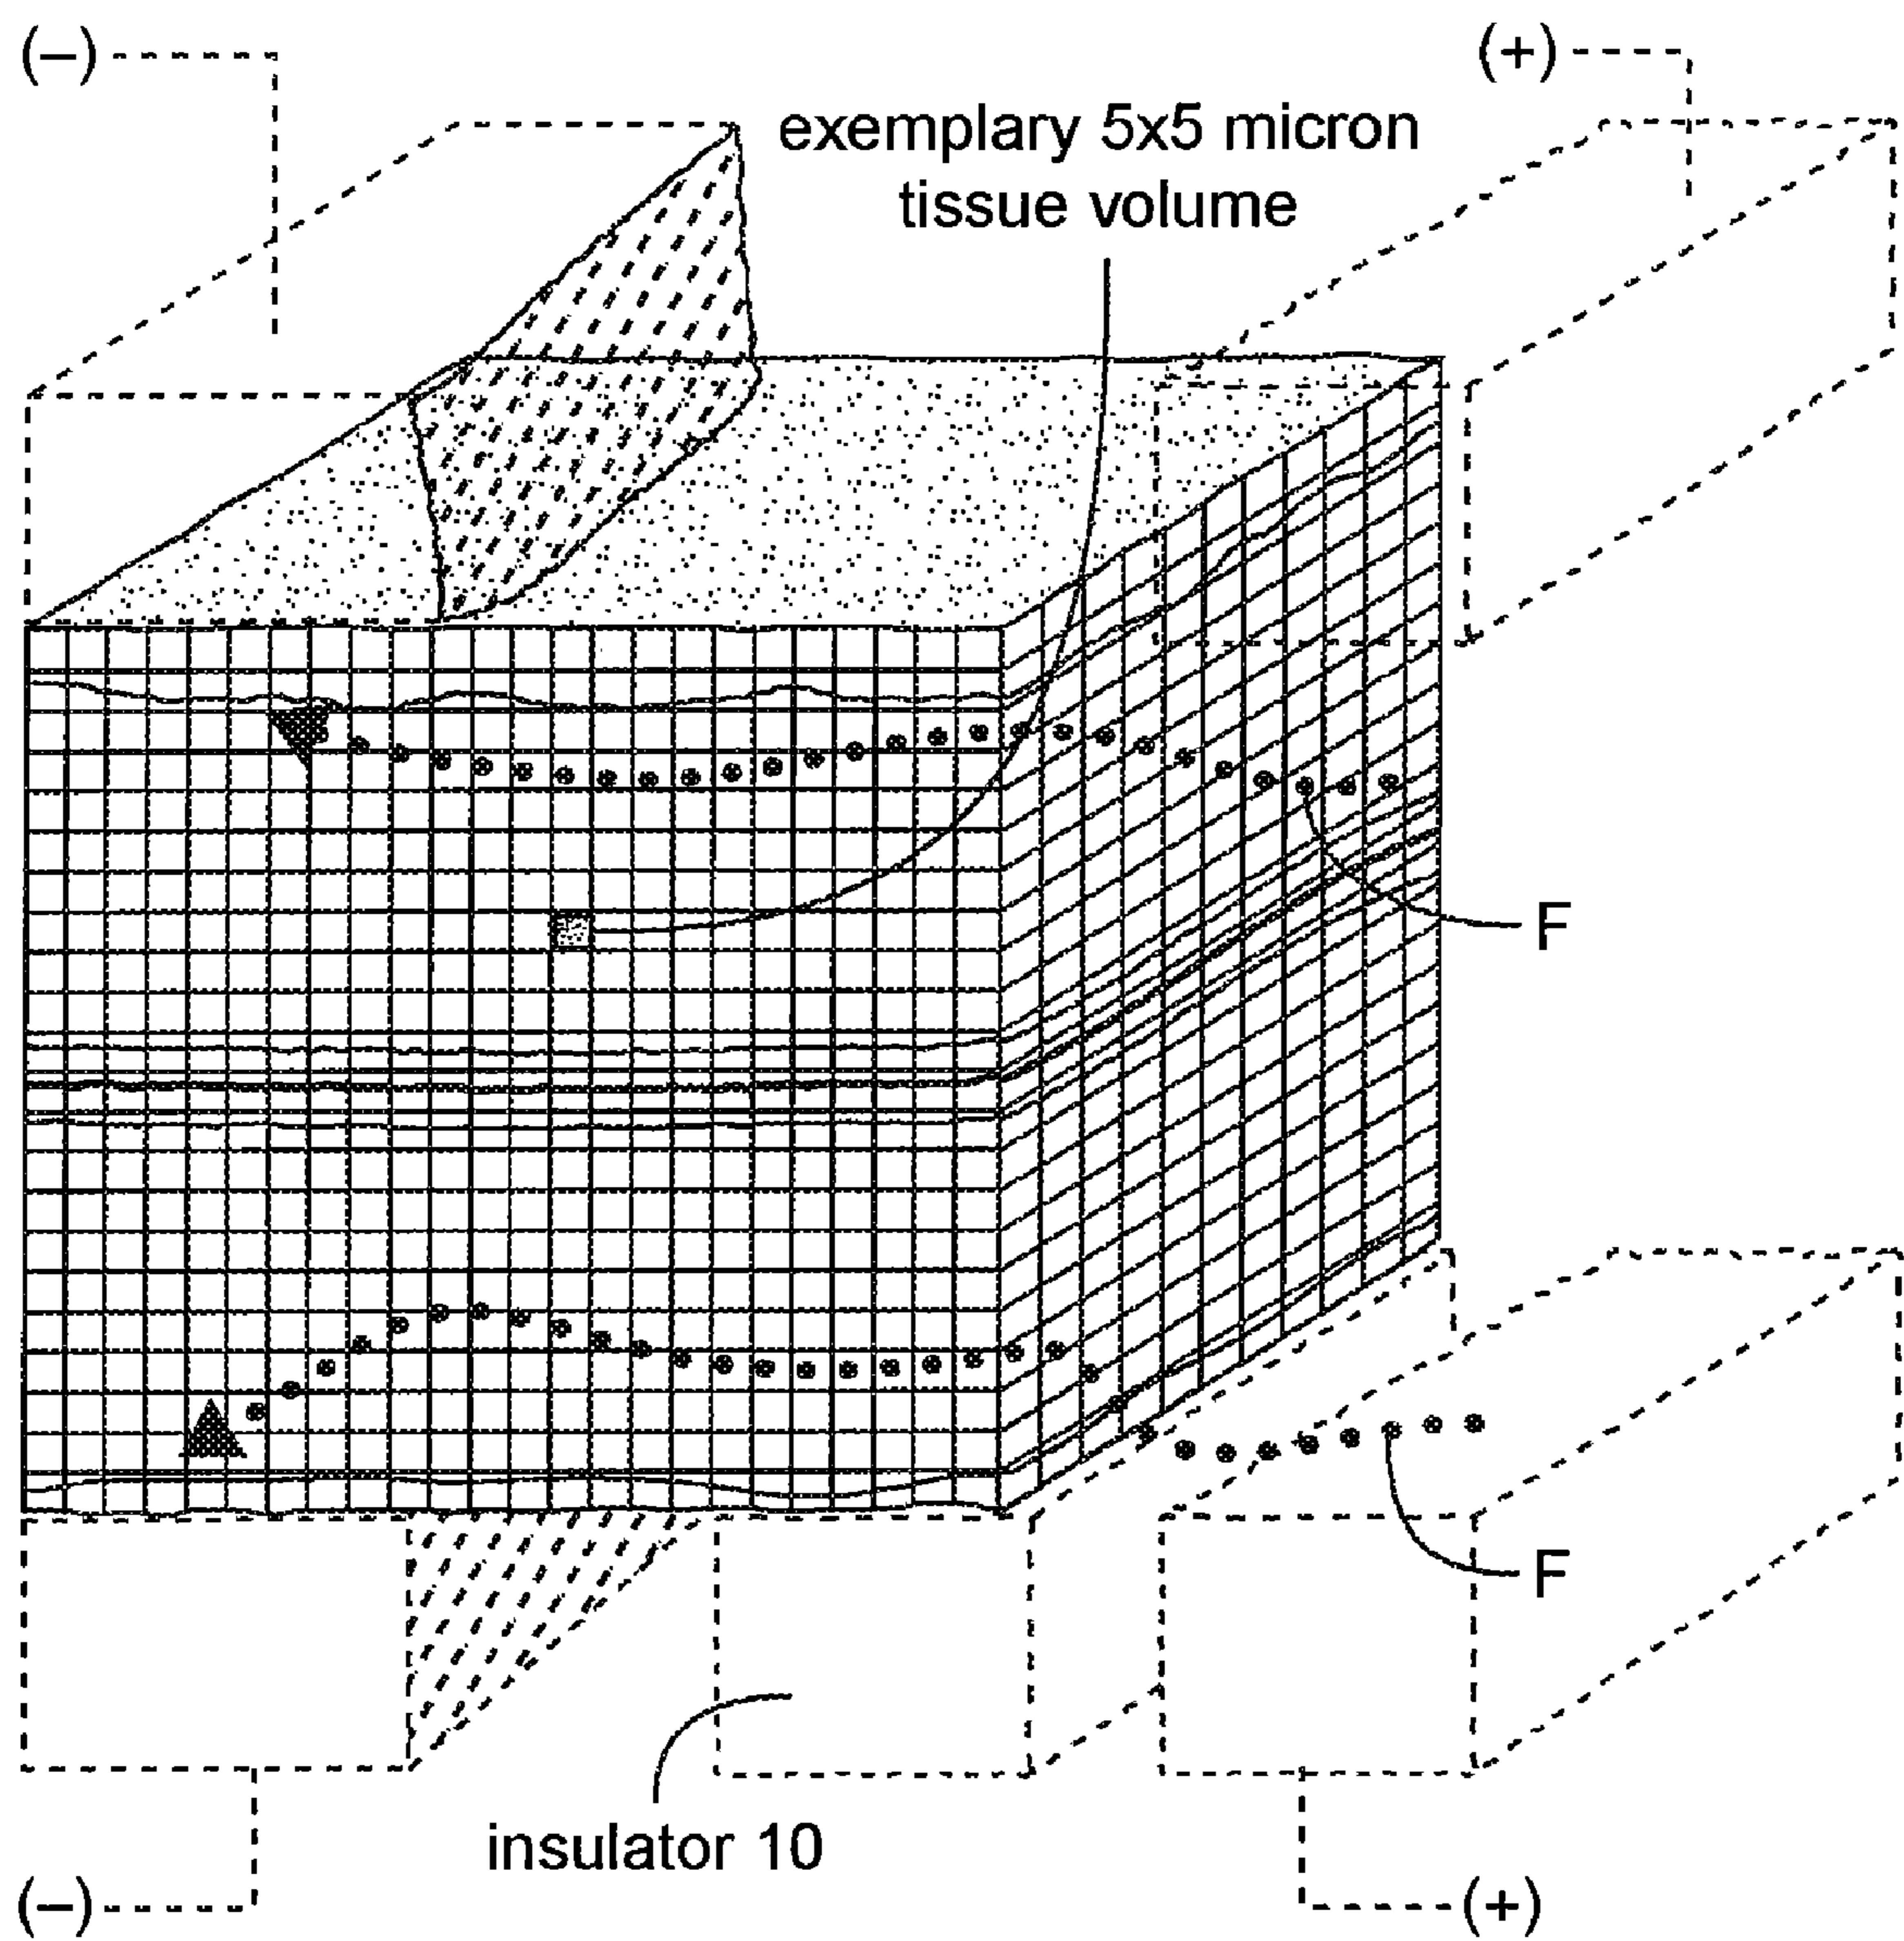 (−)
(+)
exemplary 5x5 micron
tissue volume
F
F
insulator 10
(−)
(+)